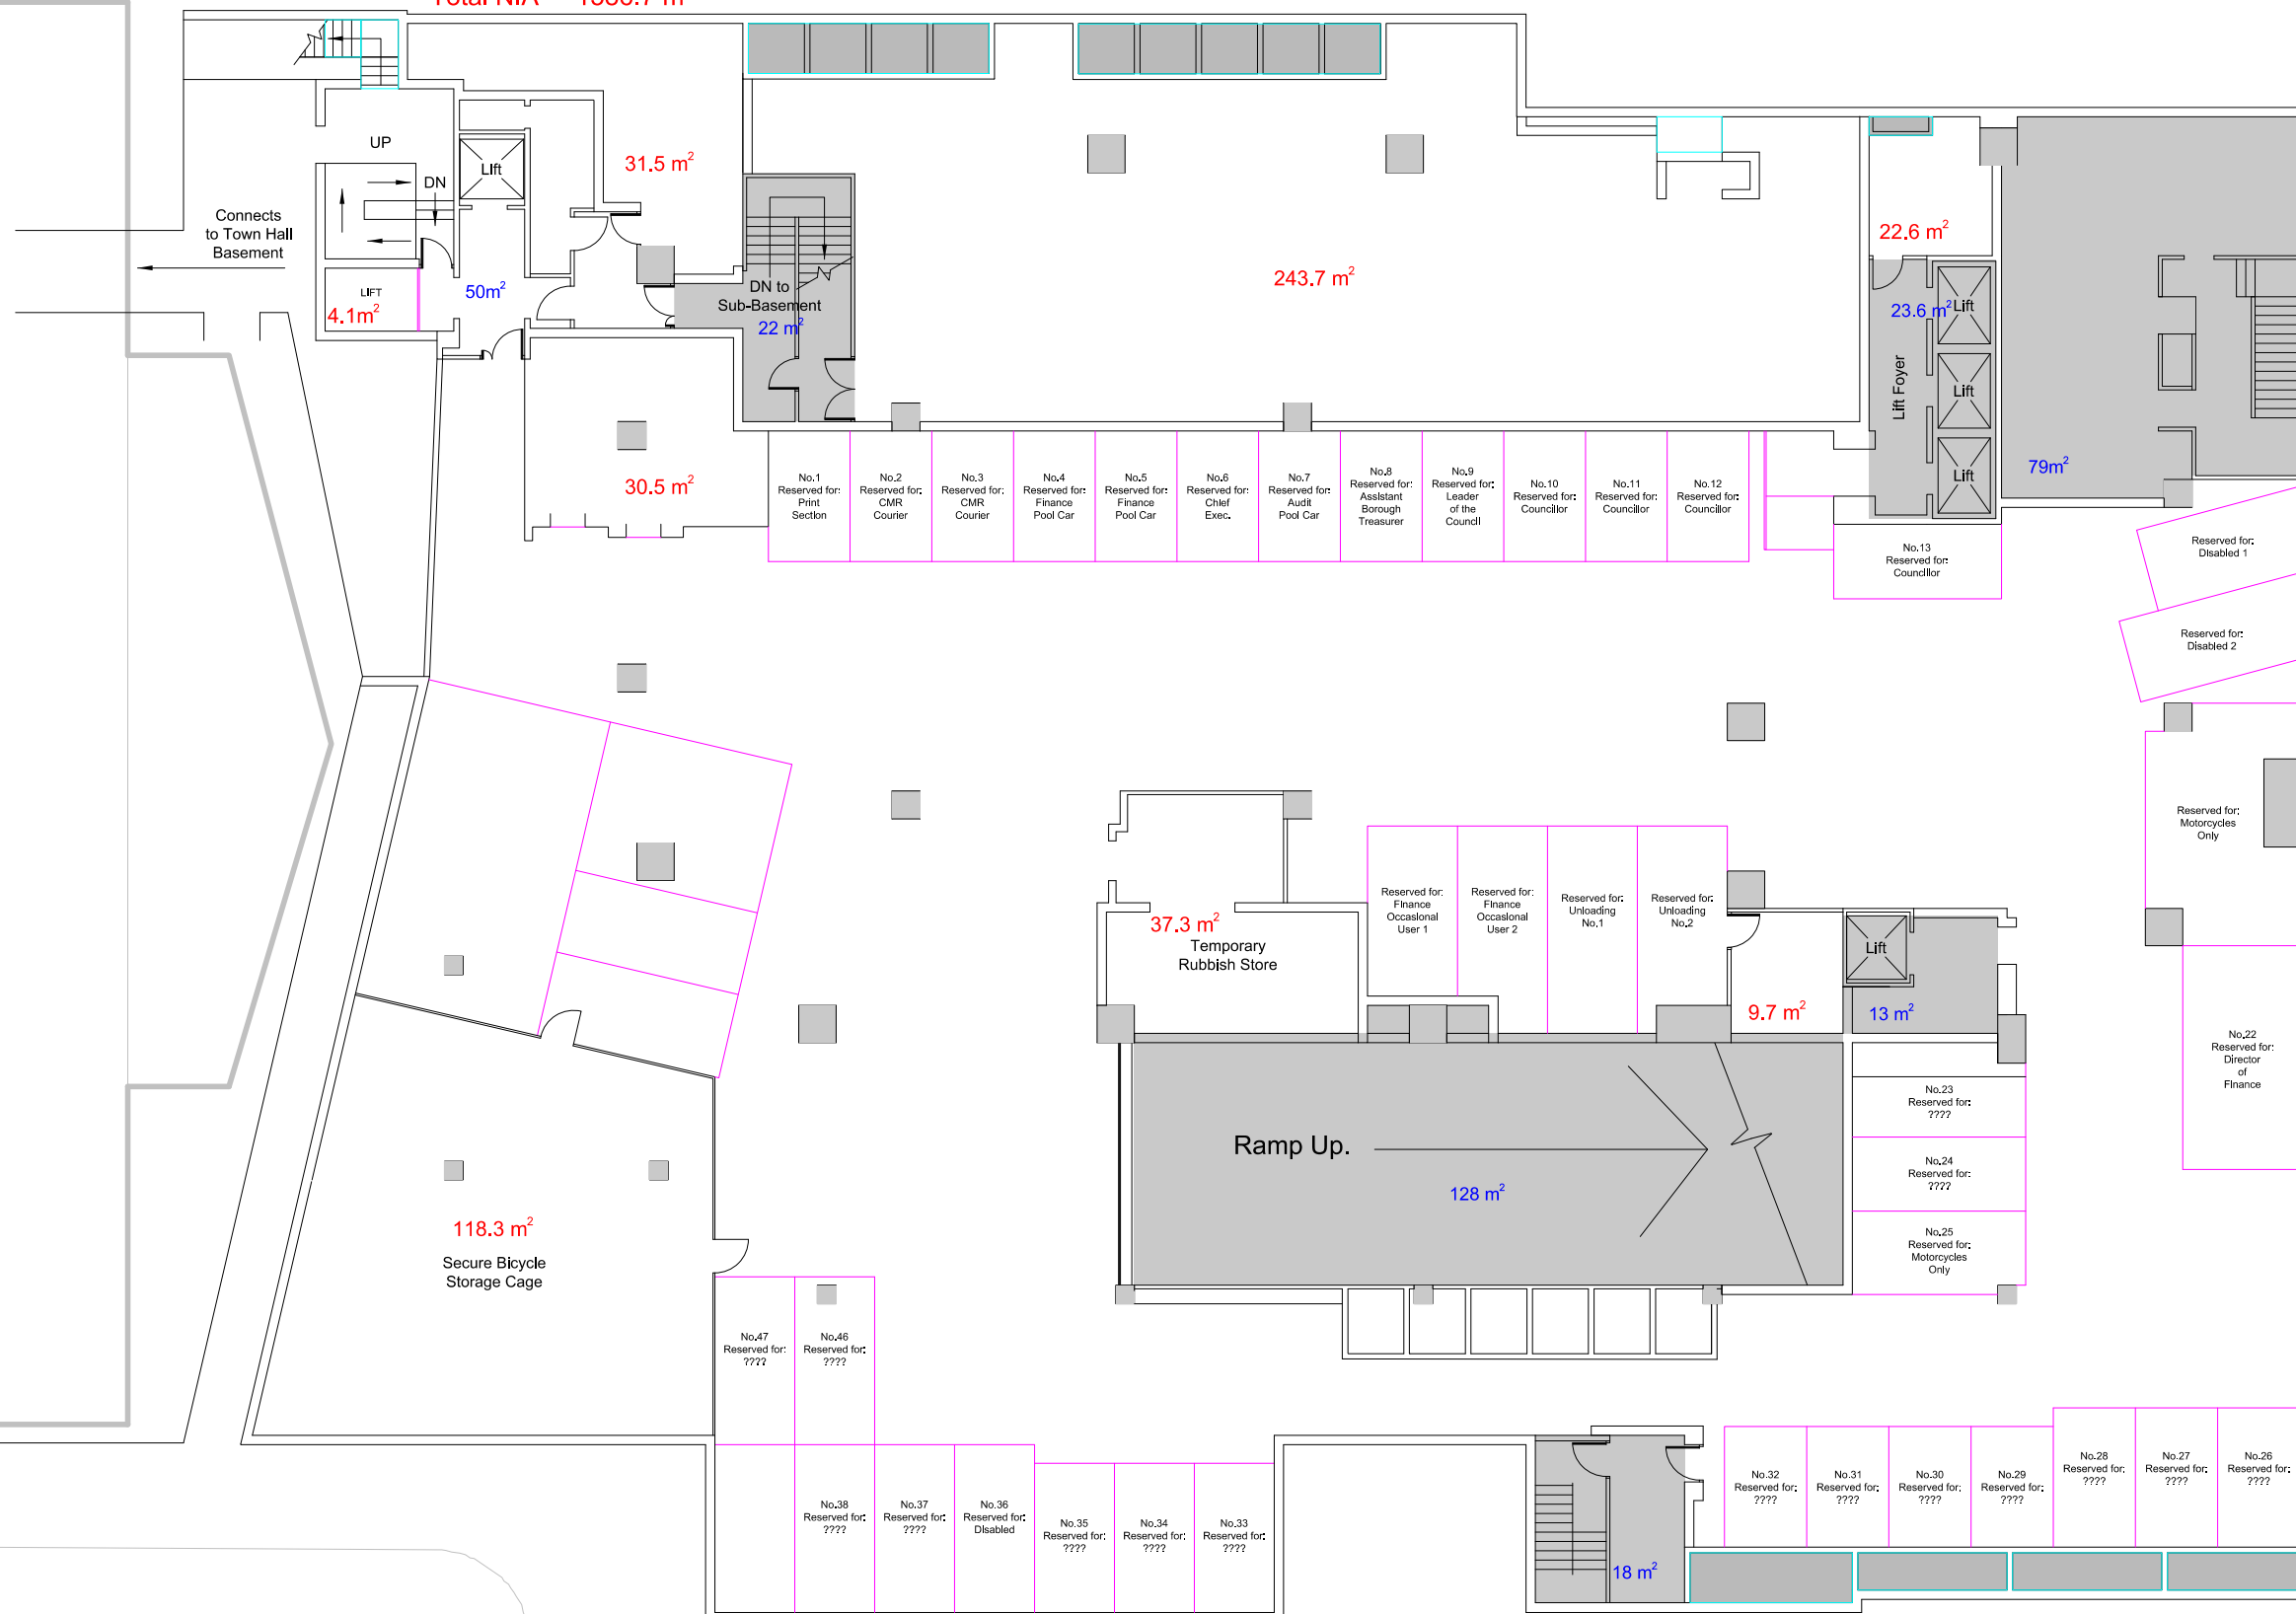 UP
Lift
31.5 m²
DN
Connects
to Town Hall
Basement
22.6 m²
243.7 m²
LIFT
4.1m²
50m²
DN to
Sub-Basement
22 m²
23.6 m²
Lift
Lift
Lift
Lift Foyer
79m²
30.5 m²
No.1
Reserved for:
Print
Section
No.2
Reserved for:
CMR
Courier
No.3
Reserved for:
CMR
Courier
No.4
Reserved for:
Finance
Pool Car
No.5
Reserved for:
Finance
Pool Car
No.6
Reserved for:
Chief
Exec.
No.7
Reserved for:
Audit
Pool Car
No.8
Reserved for:
Assistant
Borough
Treasurer
No.9
Reserved for:
Leader
of the
Council
No.10
Reserved for:
Councillor
No.11
Reserved for:
Councillor
No.12
Reserved for:
Councillor
No.13
Reserved for:
Councillor
Reserved for:
Disabled 1
Reserved for:
Disabled 2
Reserved for:
Motorcycles
Only
37.3 m²
Temporary
Rubbish Store
Reserved for:
Finance
Occasional
User 1
Reserved for:
Finance
Occasional
User 2
Reserved for:
Unloading
No.1
Reserved for:
Unloading
No.2
Lift
9.7 m²
13 m²
No.22
Reserved for:
Director
of
Finance
No.23
Reserved for:
????
No.24
Reserved for:
????
No.25
Reserved for:
Motorcycles
Only
Ramp Up.
128 m²
118.3 m²
Secure Bicycle
Storage Cage
No.47
Reserved for:
????
No.46
Reserved for:
????
No.38
Reserved for:
????
No.37
Reserved for:
????
No.36
Reserved for:
Disabled
No.35
Reserved for:
????
No.34
Reserved for:
????
No.33
Reserved for:
????
18 m²
No.32
Reserved for:
????
No.31
Reserved for:
????
No.30
Reserved for:
????
No.29
Reserved for:
????
No.28
Reserved for:
????
No.27
Reserved for:
????
No.26
Reserved for:
????